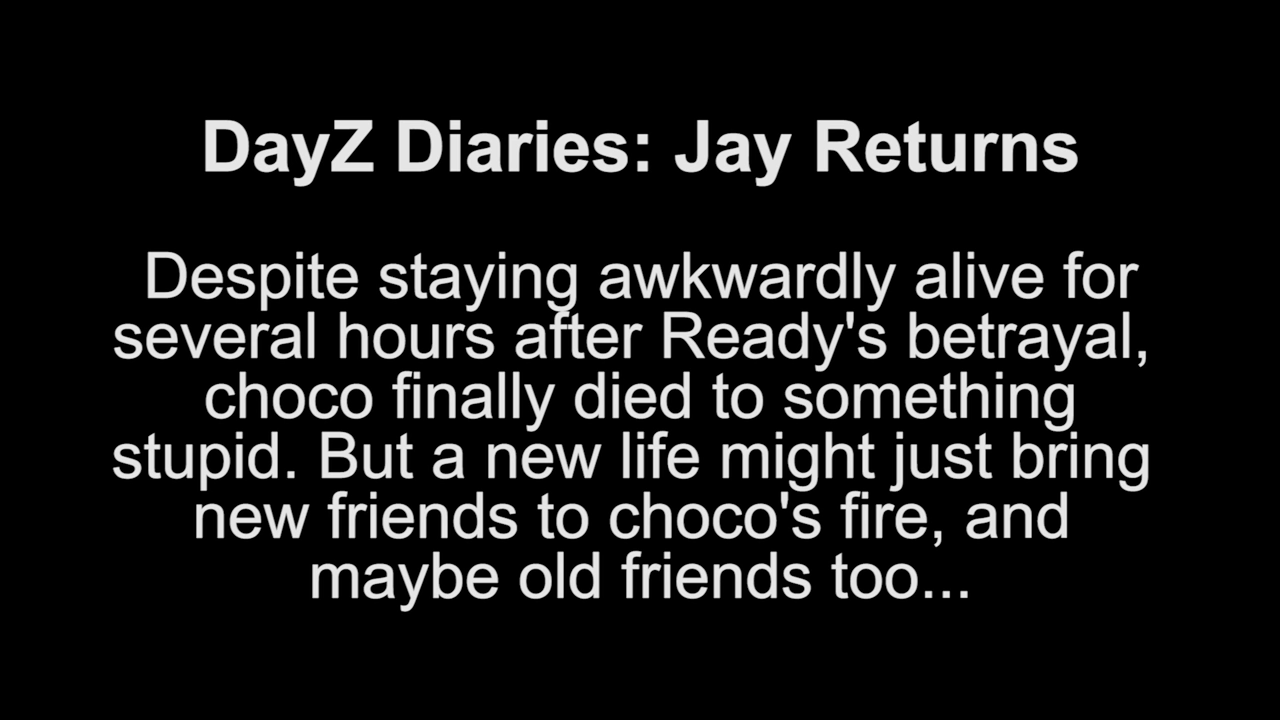 DayZ Diaries: Jay Returns
Despite staying awkwardly alive for
several hours after Ready's betrayal,
choco finally died to something
stupid. But a new life might just bring
new friends to choco's fire, and
maybe old friends too...